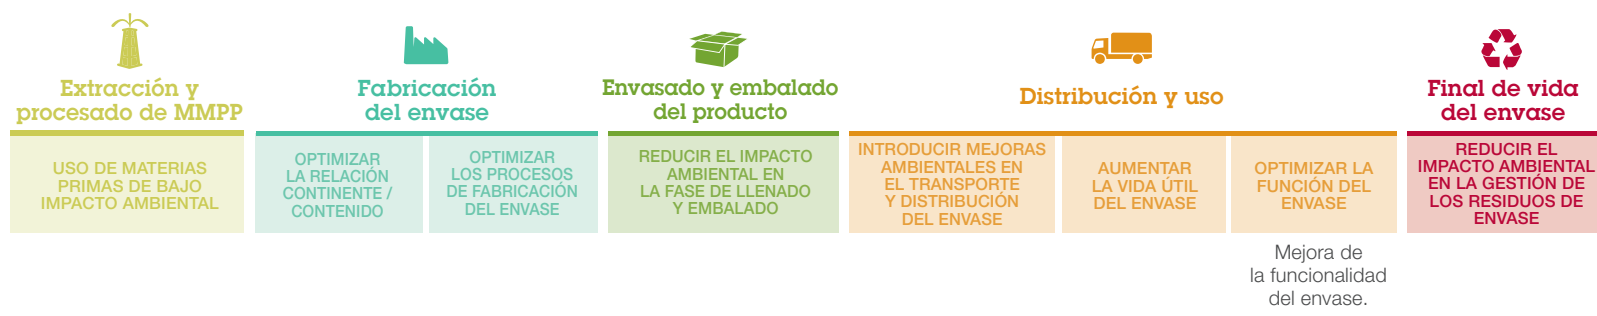 Extracción y
procesado de MMPP
Fabricación
del envase
Envasado y embalado
del producto
Distribución y uso
Final de vida
del envase
USO DE MATERIAS
PRIMAS DE BAJO
IMPACTO AMBIENTAL
OPTIMIZAR
LA RELACIÓN
CONTINENTE /
CONTENIDO
OPTIMIZAR
LOS PROCESOS
DE FABRICACIÓN
DEL ENVASE
REDUCIR EL IMPACTO
AMBIENTAL EN
LA FASE DE LLENADO
Y EMBALADO
INTRODUCIR MEJORAS
AMBIENTALES EN
EL TRANSPORTE
Y DISTRIBUCIÓN
DEL ENVASE
AUMENTAR
LA VIDA ÚTIL
DEL ENVASE
OPTIMIZAR LA
FUNCIÓN DEL
ENVASE
REDUCIR EL
IMPACTO AMBIENTAL
EN LA GESTIÓN DE
LOS RESIDUOS DE
ENVASE
Mejora de
la funcionalidad
del envase.